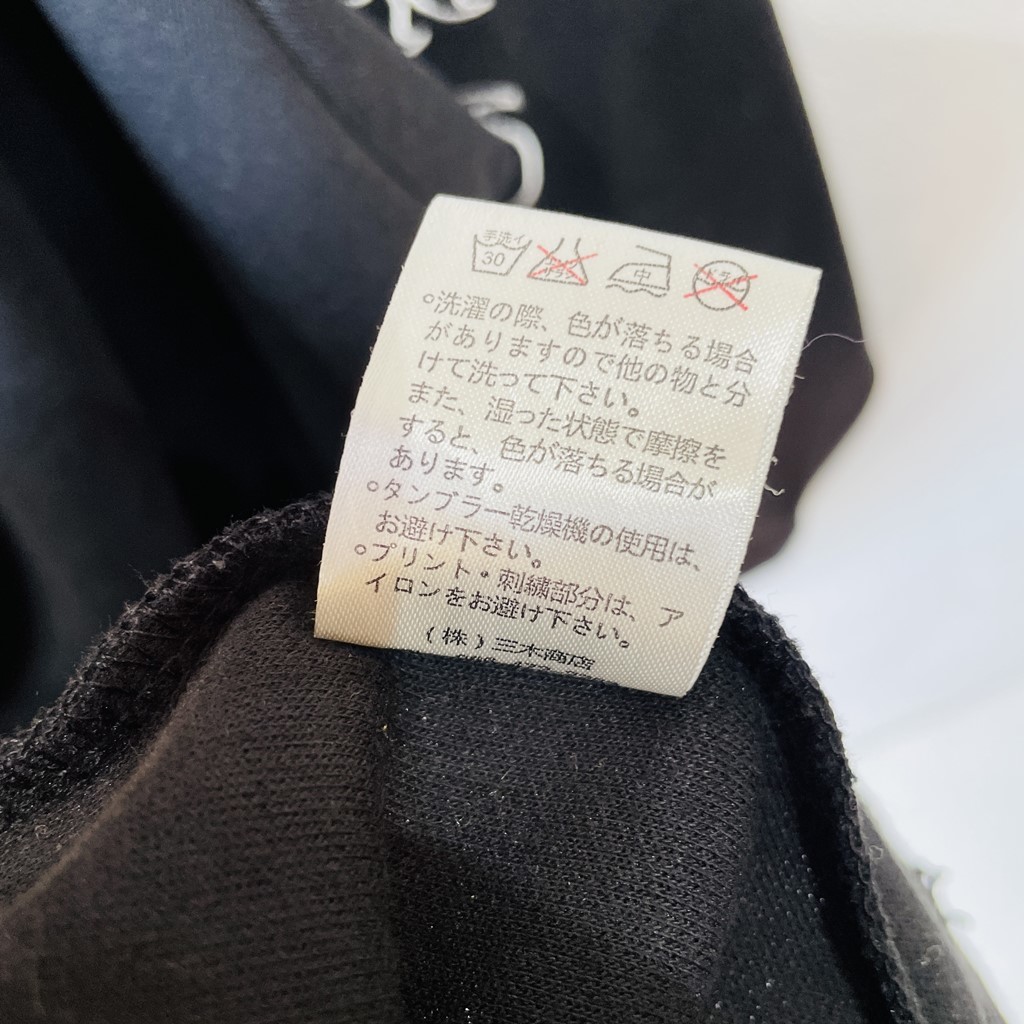 手洗イ
30
中
○洗濯の際、色が落ちる場合
がありますので他の物と分
けて洗って下さい。
また、湿った状態で摩擦を
すると、色が落ちる場合が
あります。
○タンブラー乾燥機の使用は、
お避け下さい。
○プリント・刺繍部分は、ア
イロンをお避け下さい。
(株)三木商店